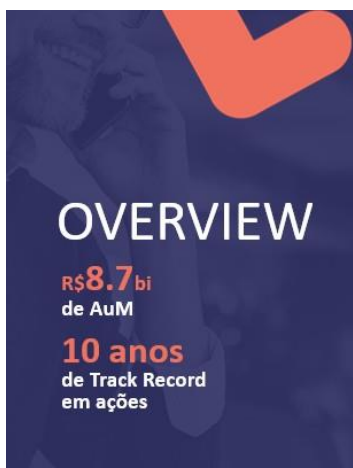 OVERVIEW
R$8.7bi
de AuM
10 anos
de Track Record
em ações